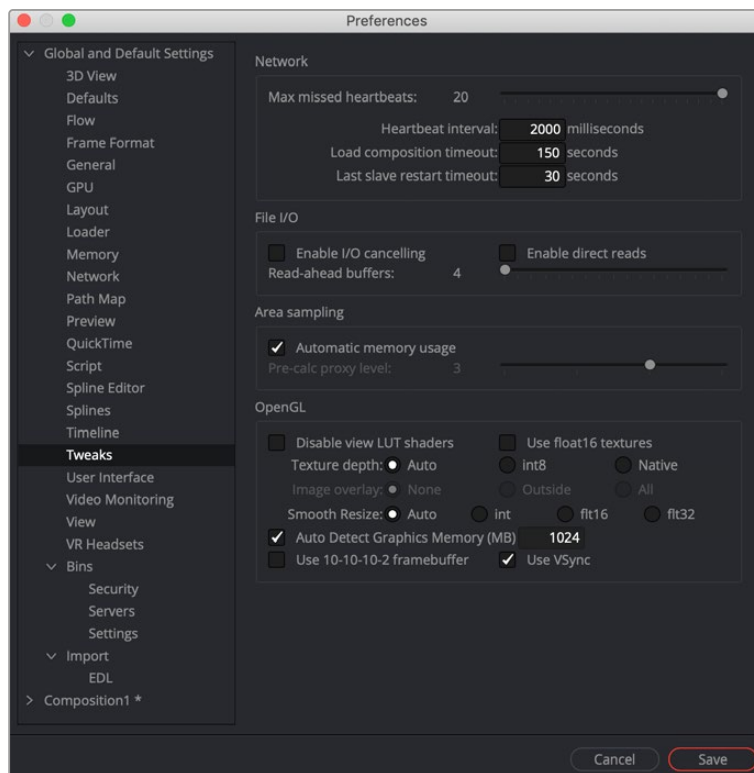 Preferences
Global and Default Settings
3D View
Defaults
Flow
Frame Format
General
GPU
Layout
Loader
Memory
Network
Path Map
Preview
QuickTime
Script
Spline Editor
Splines
Timeline
Tweaks
User Interface
Video Monitoring
View
VR Headsets
Bins
Security
Servers
Settings
Import
EDL
Composition1 *
Network
Max missed heartbeats: 20
Heartbeat interval: 2000 milliseconds
Load composition timeout: 150 seconds
Last slave restart timeout: 30 seconds
File I/O
Enable I/O cancelling Enable direct reads
Read-ahead buffers: 4
Area sampling
Automatic memory usage
Pre-calc proxy level: 3
OpenGL
Disable view LUT shaders Use float16 textures
Texture depth: Auto int8 Native
Image overlay: None Outside All
Smooth Resize: Auto int flt16 flt32
Auto Detect Graphics Memory (MB) 1024
Use 10-10-10-2 framebuffer Use VSync
Cancel Save